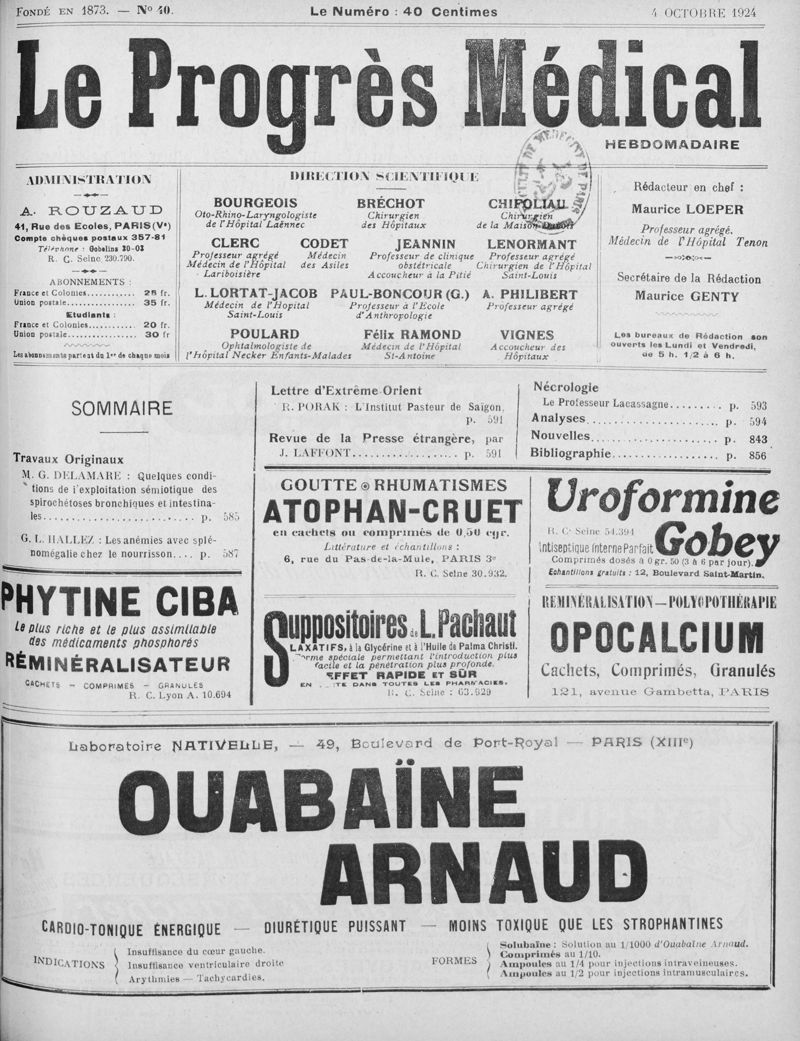 FONDÉ EN 1873. — N° 40.
Le Numéro : 40 Centimes
4 OCTOBRE 1924
Le Progrès Médical
HEBDOMADAIRE
ADMINISTRATION
A. ROUZAUD
41, Rue des Ecoles, PARIS (Ve)
Compte chèques postaux 357-81
Téléphone : Gobelins 30-03
R. C. Seine 230.790.
ABONNEMENTS :
France et Colonies........... 25 fr.
Union postale................ 35 fr.
Etudiants :
France et Colonies........... 20 fr.
Union postale................ 30 fr
Les abonnements partent du 1er de chaque mois
DIRECTION SCIENTIFIQUE
BOURGEOIS
Oto-Rhino-Laryngologiste
de l'Hôpital Laënnec
BRÉCHOT
Chirurgien
des Hôpitaux
CHIFOLIAU
Chirurgien
de la Maison Dubois
CLERC
Professeur agrégé
Médecin de l'Hôpital
Lariboisière
CODET
Médecin
des Asiles
JEANNIN
Professeur de clinique
obstétricale
Accoucheur à la Pitié
LENORMANT
Professeur agrégé
Chirurgien de l'Hôpital
Saint-Louis
L. LORTAT-JACOB
Médecin de l'Hopital
Saint-Louis
PAUL-BONCOUR (G.)
Professeur à l'Ecole
d'Anthropologie
A. PHILIBERT
Professeur agrégé
POULARD
Ophtalmologiste de
l'hôpital Necker Enfants-Malades
Félix RAMOND
Médecin de l'Hôpital
St-Antoine
VIGNES
Accoucheur des
Hôpitaux
Rédacteur en chef :
Maurice LOEPER
Professeur agrégé.
Médecin de l'Hôpital Tenon
Secrétaire de la Rédaction
Maurice GENTY
Les bureaux de Rédaction son
ouverts les Lundi et Vendredi,
de 5 h. 1/2 à 6 h.
SOMMAIRE
Travaux Originaux
M. G. DELAMARE : Quelques condi-
tions de l'exploitation sémiotique des
spirochétoses bronchiques et intestina-
les........................ p. 585
G. L. HALLEZ : Les anémies avec splé-
nomégalie chez le nourrisson.... p. 587
Lettre d'Extrême-Orient
R. PORAK : L'Institut Pasteur de Saïgon.
p. 591
Revue de la Presse étrangère, par
J. LAFFONT..................... p. 591
Nécrologie
Le Professeur Lacassagne......... p. 593
Analyses........................ p. 594
Nouvelles....................... p. 843
Bibliographie................... p. 856
PHYTINE CIBA
Le plus riche et le plus assimilable
des médicaments phosphorés
RÉMINÉRALISATEUR
CACHETS — COMPRIMÉS — GRANULÉS
R. C. Lyon A. 10.694
GOUTTE RHUMATISMES
ATOPHAN-CRUET
en cachets ou comprimés de 0,50 cgr.
Littérature et échantillons :
6, rue du Pas-de-la-Mule, PARIS 3e
R. C. Seine 30.932.
Suppositoires de L. Pachaut
LAXATIFS, à la Glycérine et à l'Huile de Palma Christi.
Forme spéciale permettant l'introduction plus
facile et la pénétration plus profonde.
EFFET RAPIDE ET SÛR
EN VENTE DANS TOUTES LES PHARMACIES.
R. C. Seine : 63.629
Uroformine
Gobey
R. C. Seine 54.394
Antiseptique Interne Parfait
Comprimés dosés à 0 gr. 50 (3 à 6 par jour).
Echantillons gratuits : 12, Boulevard Saint-Martin.
REMINÉRALISATION — POLYOPOTHÉRAPIE
OPOCALCIUM
Cachets, Comprimés, Granulés
121, avenue Gambetta, PARIS
Laboratoire NATIVELLE, — 49, Boulevard de Port-Royal — PARIS (XIIIe)
OUABAÏNE
ARNAUD
CARDIO-TONIQUE ÉNERGIQUE — DIURÉTIQUE PUISSANT — MOINS TOXIQUE QUE LES STROPHANTINES
INDICATIONS
Insuffisance du cœur gauche.
Insuffisance ventriculaire droite
Arythmies — Tachycardies.
FORMES
Solubaïne : Solution au 1/1000 d'Ouabaïne Arnaud.
Comprimés au 1/10.
Ampoules au 1/4 pour injections intraveineuses.
Ampoules au 1/2 pour injections intramusculaires.